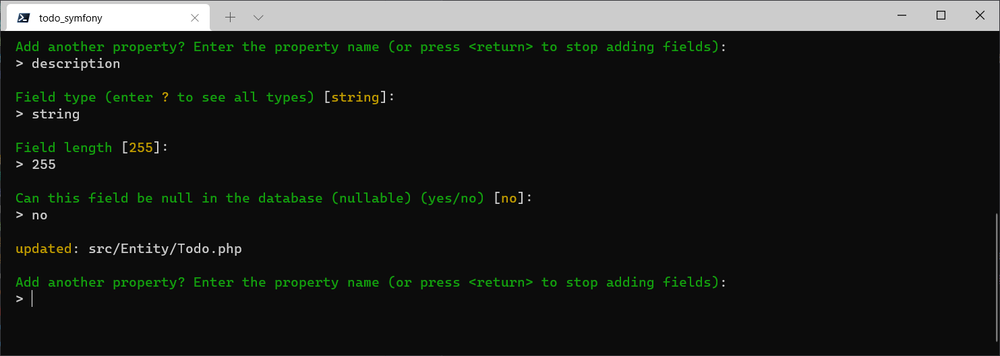 todo_symfony
Add another property? Enter the property name (or press <return> to stop adding fields):
> description
Field type (enter ? to see all types) [string]:
> string
Field length [255]:
> 255
Can this field be null in the database (nullable) (yes/no) [no]:
> no
updated: src/Entity/Todo.php
Add another property? Enter the property name (or press <return> to stop adding fields):
>